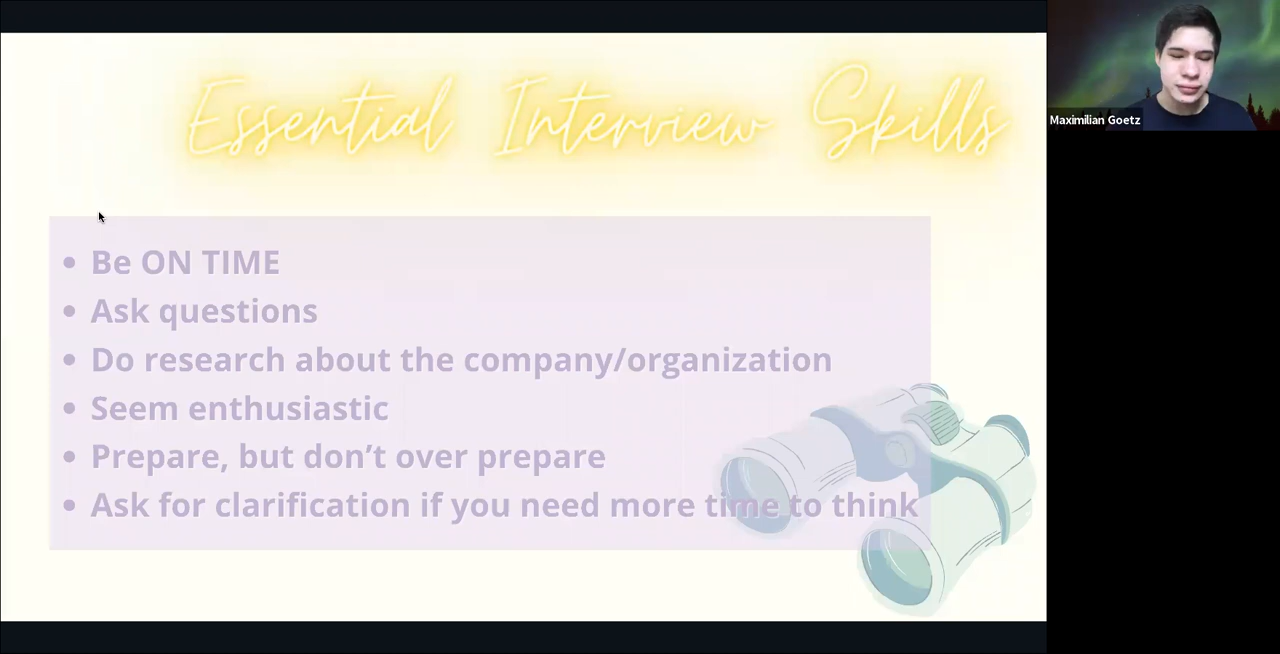 Essential Interview Skills
Maximilian Goetz
• Be ON TIME
• Ask questions
• Do research about the company/organization
• Seem enthusiastic
• Prepare, but don’t over prepare
• Ask for clarification if you need more time to think